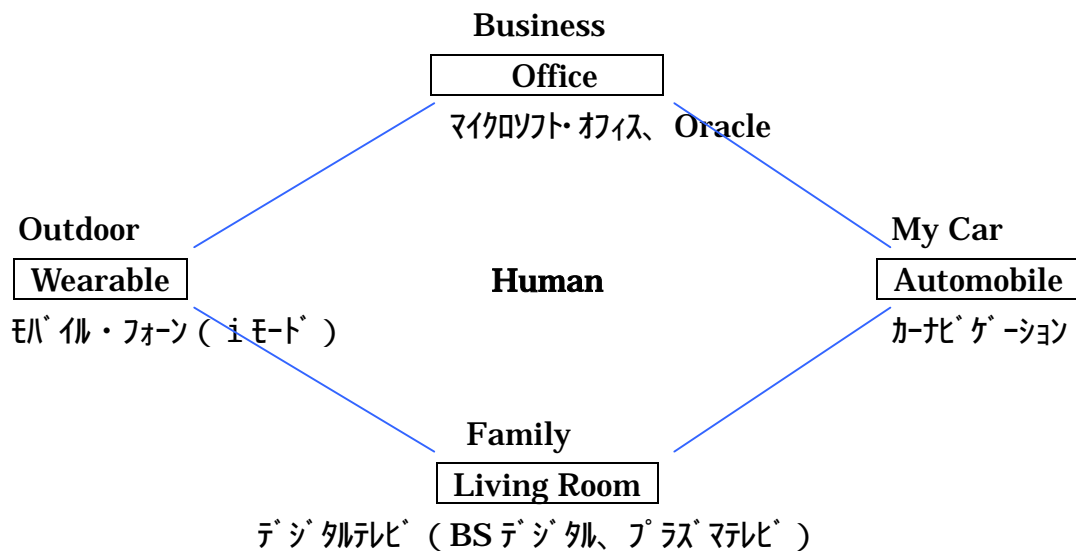 Business
Office
ﾏｲｸﾛｿﾌﾄ・ｵﾌｨｽ、Oracle
Outdoor
My Car
Wearable
Human
Automobile
ﾓﾊﾞｲﾙ・ﾌｫｰﾝ（ｉﾓｰﾄﾞ）
ｶｰﾅﾋﾞｹﾞｰｼｮﾝ
Family
Living Room
ﾃﾞｼﾞﾀﾙﾃﾚﾋﾞ（BSﾃﾞｼﾞﾀﾙ、ﾌﾟﾗｽﾞﾏﾃﾚﾋﾞ）